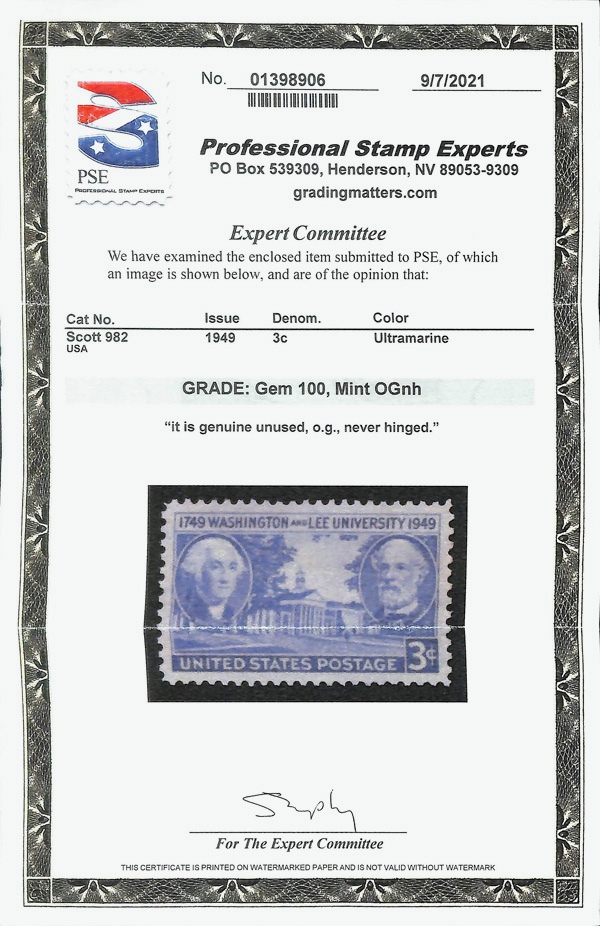 No. 01398906 9/7/2021
PSE
PROFESSIONAL STAMP EXPERTS
Professional Stamp Experts
PO Box 539309, Henderson, NV 89053-9309
gradingmatters.com
Expert Committee
We have examined the enclosed item submitted to PSE, of which
an image is shown below, and are of the opinion that:
Cat No. Issue Denom. Color
Scott 982 1949 3c Ultramarine
USA
GRADE: Gem 100, Mint OGnh
“it is genuine unused, o.g., never hinged.”
1749 WASHINGTON AND LEE UNIVERSITY 1949
UNITED STATES POSTAGE 3¢
For The Expert Committee
THIS CERTIFICATE IS PRINTED ON WATERMARKED PAPER AND IS NOT VALID WITHOUT WATERMARK